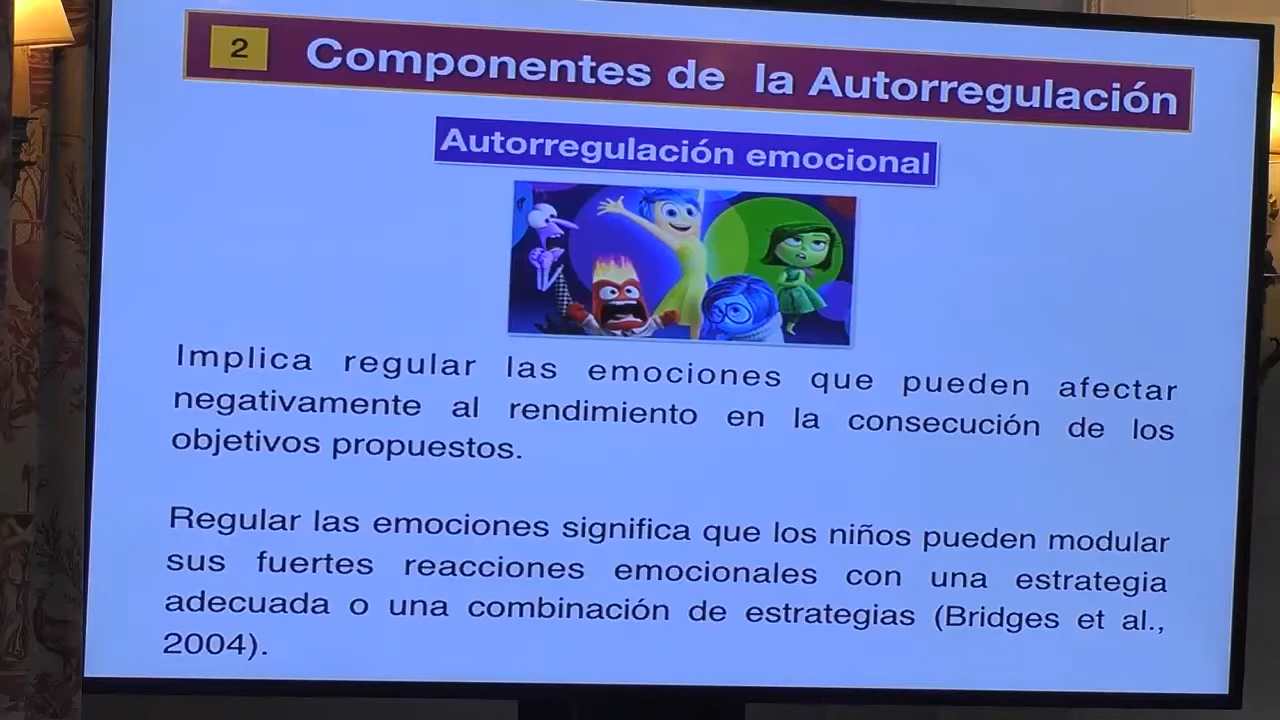 2
Componentes de la Autorregulación
Autorregulación emocional
Implica regular las emociones que pueden afectar
negativamente al rendimiento en la consecución de los
objetivos propuestos.
Regular las emociones significa que los niños pueden modular
sus fuertes reacciones emocionales con una estrategia
adecuada o una combinación de estrategias (Bridges et al.,
2004).